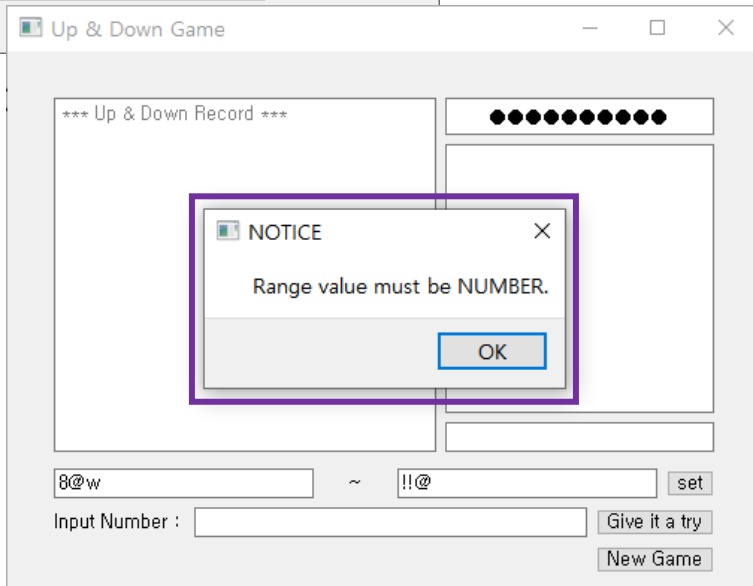 Up & Down Game
*** Up & Down Record ***
●●●●●●●●●●
NOTICE
Range value must be NUMBER.
OK
8@w ~ !!@ set
Input Number : Give it a try
New Game